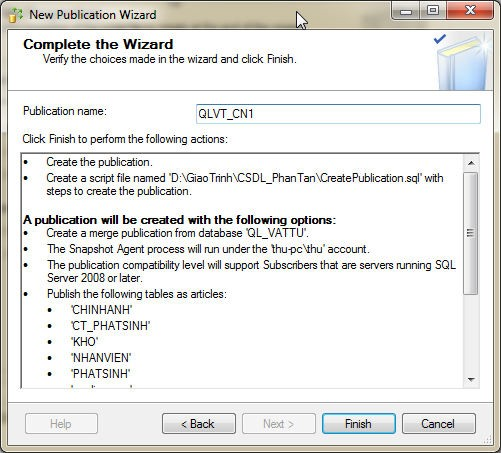 New Publication Wizard
Complete the Wizard
Verify the choices made in the wizard and click Finish.
Publication name:
QLVT_CN1
Click Finish to perform the following actions:
• Create the publication.
• Create a script file named 'D:\GiaoTrinh\CSDL_PhanTan\CreatePublication.sql' with
steps to create the publication.
A publication will be created with the following options:
• Create a merge publication from database 'QL_VATTU'.
• The Snapshot Agent process will run under the 'thu-pc\thu' account.
• The publication compatibility level will support Subscribers that are servers running SQL
Server 2008 or later.
• Publish the following tables as articles:
• 'CHINHANH'
• 'CT_PHATSINH'
• 'KHO'
• 'NHANVIEN'
• 'PHATSINH'
Help
< Back
Next >
Finish
Cancel